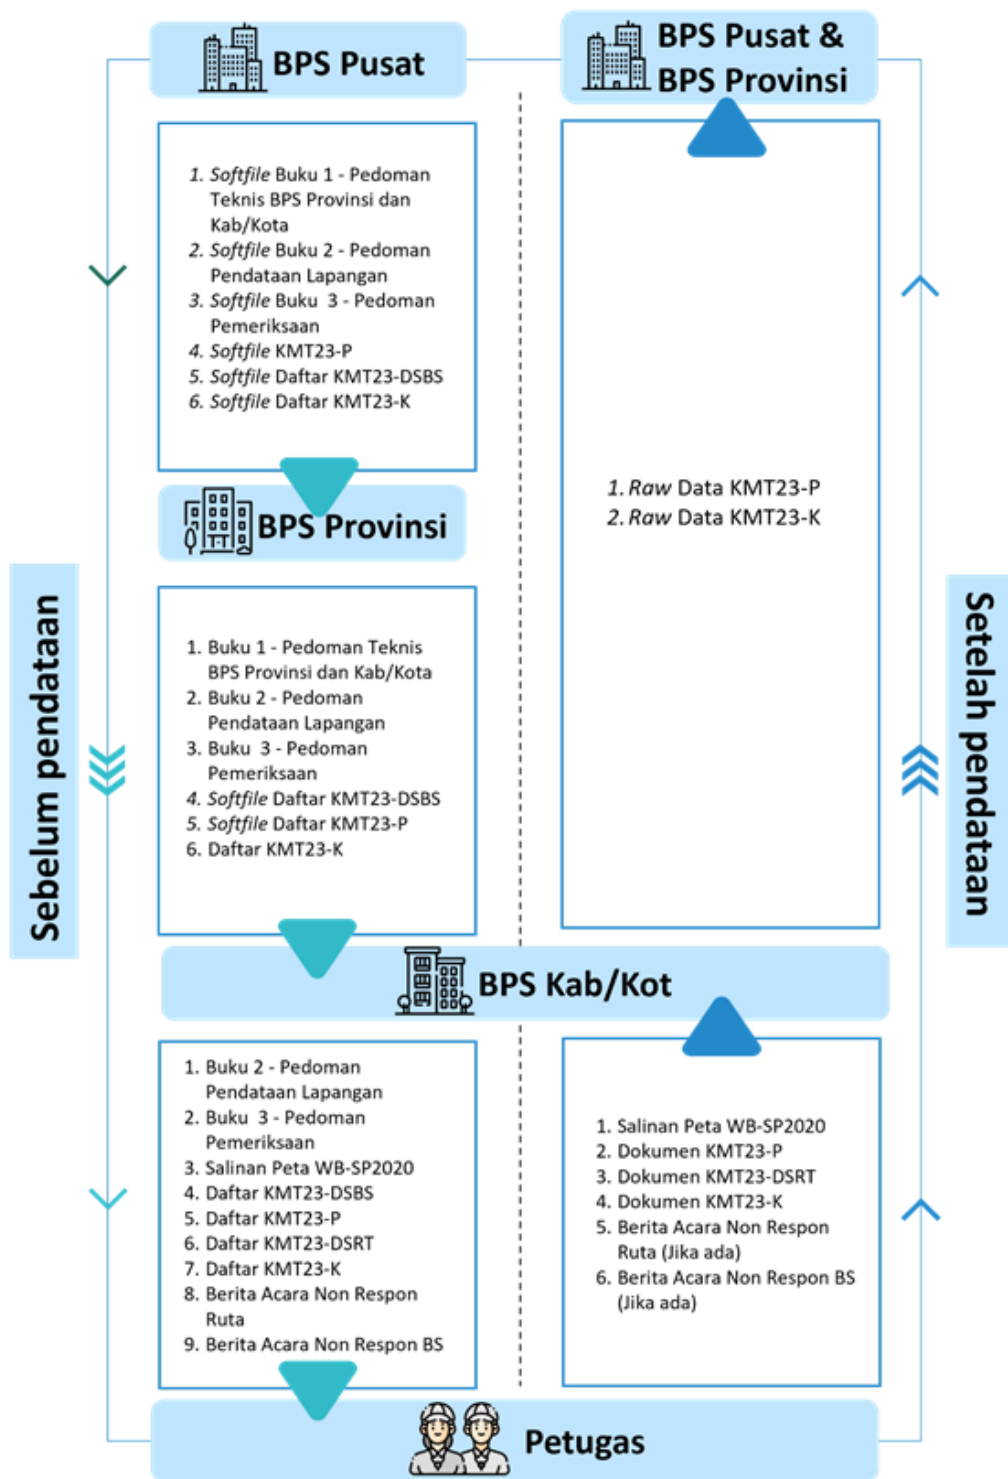 BPS Pusat
1. Softfile Buku 1 - Pedoman
Teknis BPS Provinsi dan
Kab/Kota
2. Softfile Buku 2 - Pedoman
Pendataan Lapangan
3. Softfile Buku 3 - Pedoman
Pemeriksaan
4. Softfile KMT23-P
5. Softfile Daftar KMT23-DSBS
6. Softfile Daftar KMT23-K
BPS Provinsi
1. Buku 1 - Pedoman Teknis
BPS Provinsi dan Kab/Kota
2. Buku 2 - Pedoman
Pendataan Lapangan
3. Buku 3 - Pedoman
Pemeriksaan
4. Softfile Daftar KMT23-DSBS
5. Softfile Daftar KMT23-P
6. Daftar KMT23-K
Sebelum pendataan
BPS Kab/Kot
1. Buku 2 - Pedoman
Pendataan Lapangan
2. Buku 3 - Pedoman
Pemeriksaan
3. Salinan Peta WB-SP2020
4. Daftar KMT23-DSBS
5. Daftar KMT23-P
6. Daftar KMT23-DSRT
7. Daftar KMT23-K
8. Berita Acara Non Respon
Ruta
9. Berita Acara Non Respon BS
Petugas
1. Salinan Peta WB-SP2020
2. Dokumen KMT23-P
3. Dokumen KMT23-DSRT
4. Dokumen KMT23-K
5. Berita Acara Non Respon
Ruta (Jika ada)
6. Berita Acara Non Respon BS
(Jika ada)
Setelah pendataan
1. Raw Data KMT23-P
2. Raw Data KMT23-K
BPS Pusat &
BPS Provinsi